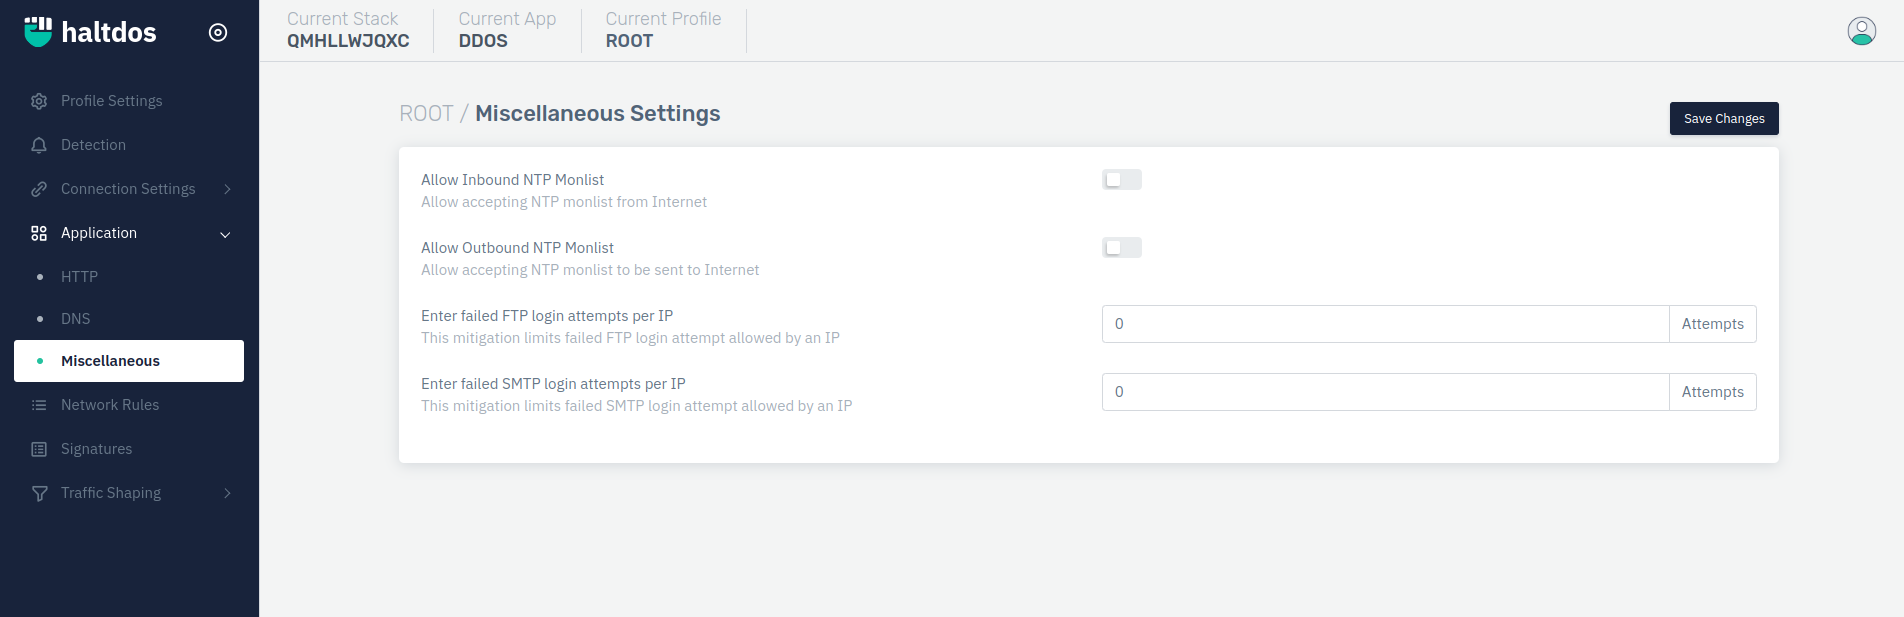 haltdos
Current Stack
QMHLLWJQXC
Current App
DDOS
Current Profile
ROOT
Profile Settings
Detection
Connection Settings
Application
HTTP
DNS
Miscellaneous
Network Rules
Signatures
Traffic Shaping
ROOT / Miscellaneous Settings
Save Changes
Allow Inbound NTP Monlist
Allow accepting NTP monlist from Internet
Allow Outbound NTP Monlist
Allow accepting NTP monlist to be sent to Internet
Enter failed FTP login attempts per IP
This mitigation limits failed FTP login attempt allowed by an IP
0 Attempts
Enter failed SMTP login attempts per IP
This mitigation limits failed SMTP login attempt allowed by an IP
0 Attempts